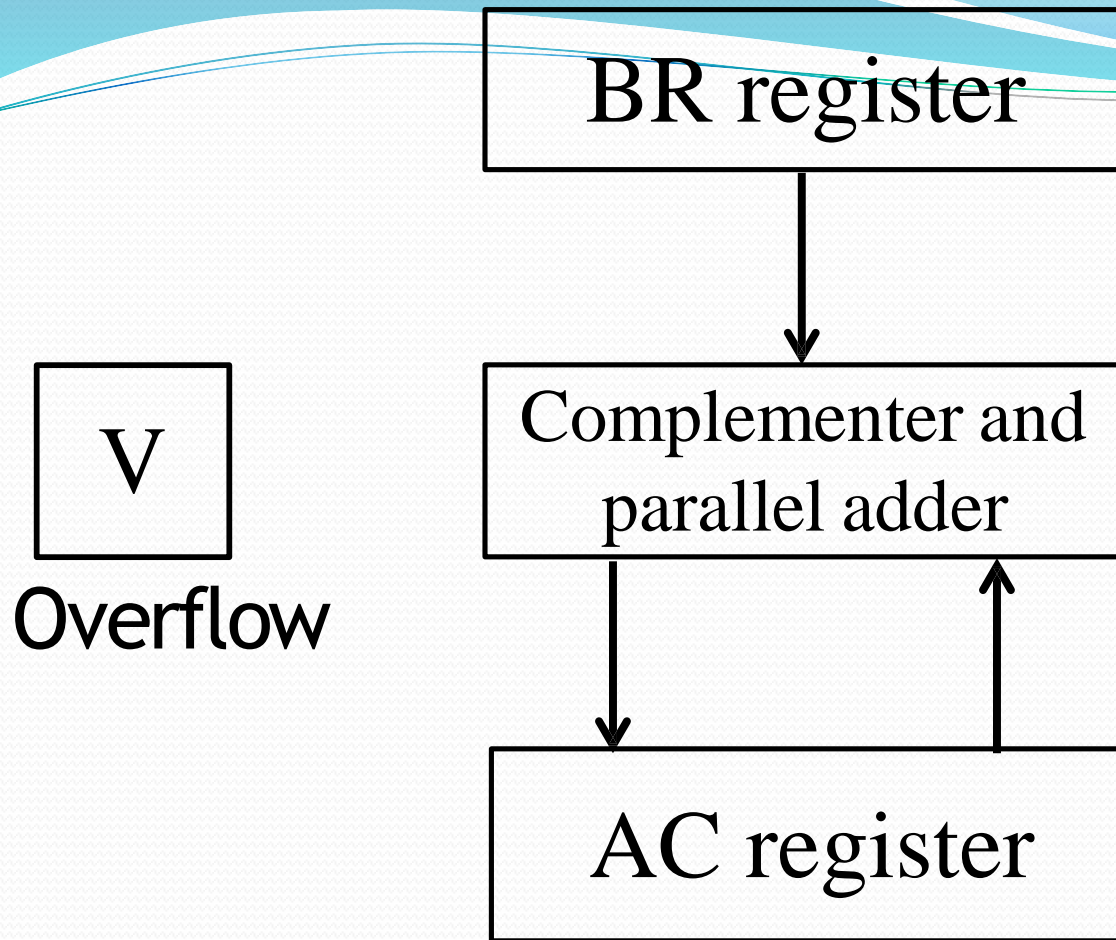 BR register
V
Complementer and
parallel adder
Overflow
AC register